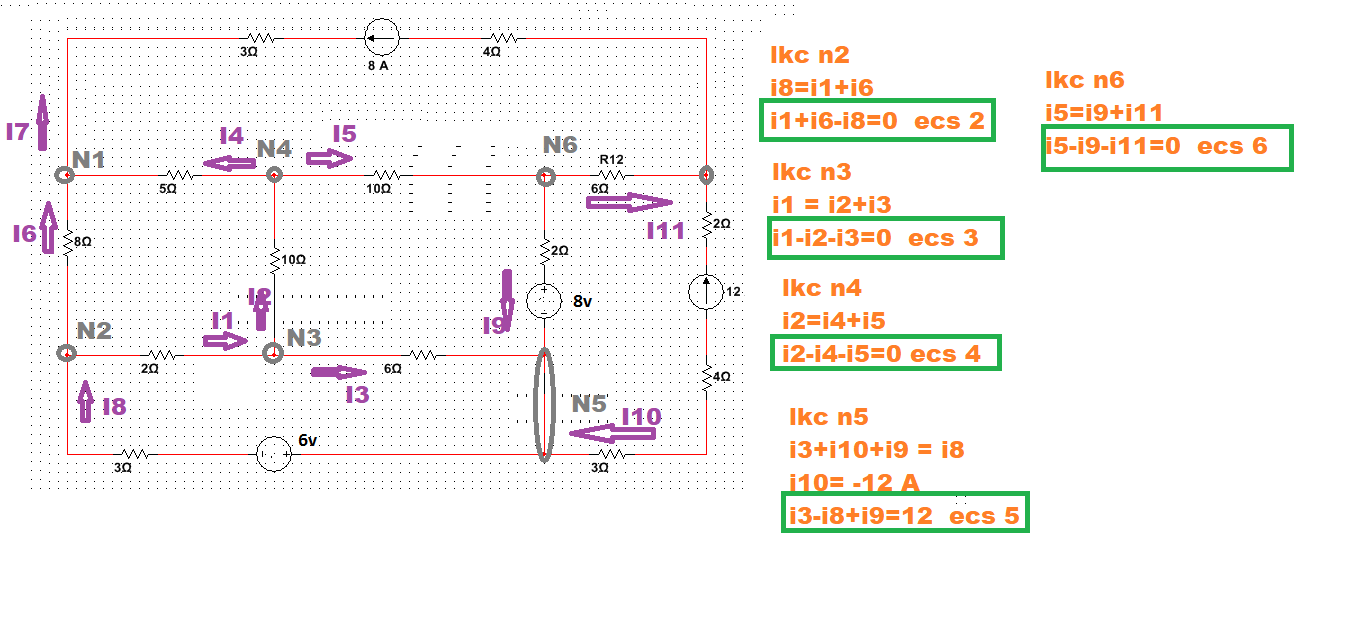 3Ω
8 A
4Ω
I7
N1
I4
N4
I5
N6
R12
5Ω
10Ω
6Ω
I6
8Ω
10Ω
2Ω
I11
2Ω
I2
8v
12
I9
N2
I1
N3
2Ω
I3
6Ω
4Ω
I8
N5
I10
6v
3Ω
3Ω
lkc n2
i8=i1+i6
i1+i6-i8=0 ecs 2
lkc n3
i1 = i2+i3
i1-i2-i3=0 ecs 3
lkc n4
i2=i4+i5
i2-i4-i5=0 ecs 4
lkc n5
i3+i10+i9 = i8
i10= -12 A
i3-i8+i9=12 ecs 5
lkc n6
i5=i9+i11
i5-i9-i11=0 ecs 6